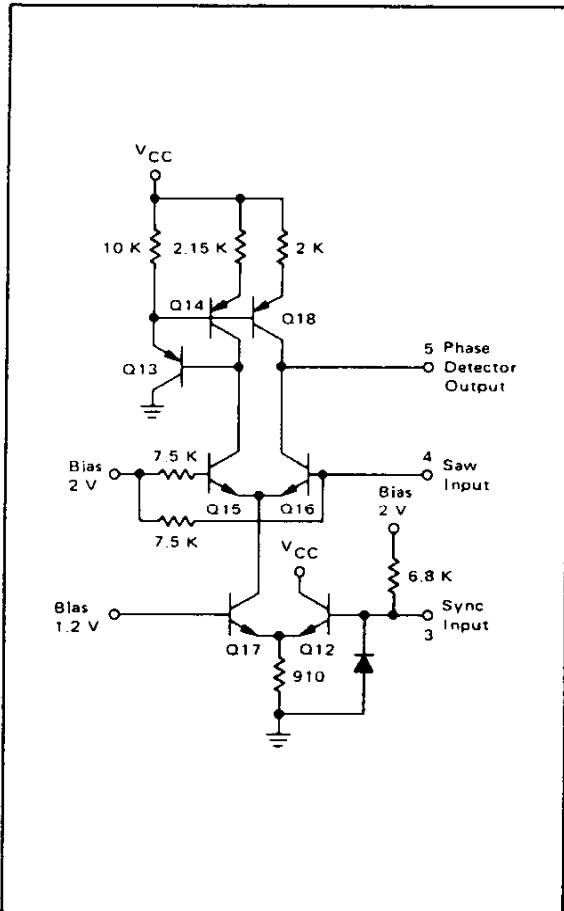 VCC
10 K
2.15 K
2 K
Q14
Q18
Q13
5 Phase
Detector
Output
Bias
2 V
7.5 K
7.5 K
Q15
Q16
4
Saw
Input
Bias
2 V
VCC
6.8 K
Bias
1.2 V
Sync
Input
3
Q17
Q12
910